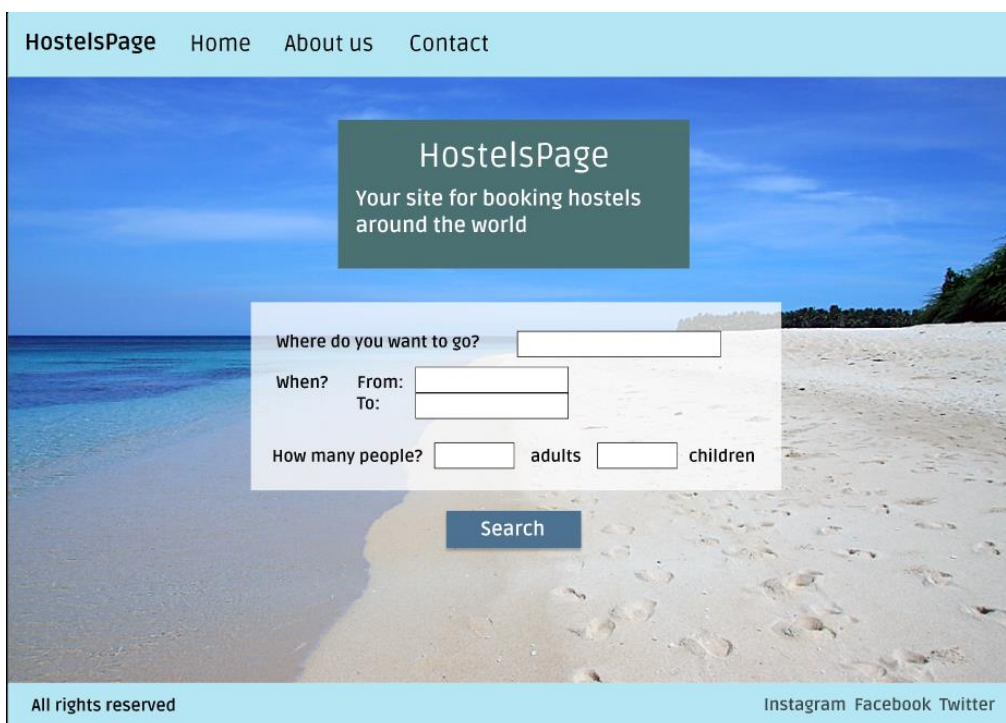 HostelsPage Home About us Contact
HostelsPage
Your site for booking hostels
around the world
Where do you want to go?
When? From:
To:
How many people? adults children
Search
All rights reserved Instagram Facebook Twitter